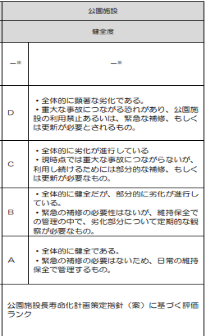 公園施設
健全度
—※
—※
D
・全体的に顕著な劣化である。
・重大な事故につながる恐れがあり、公園施
設の利用禁止あるいは、緊急な補修、もしく
は更新が必要とされるもの。
C
・全体的に劣化が進行している
・現時点では重大な事故につながらないが、
利用し続けるためには部分的な補修、もしく
は更新が必要なもの。
B
・全体的に健全だが、部分的に劣化が進行し
ている。
・緊急の補修の必要性はないが、維持保全で
の管理の中で、劣化部分について定期的な観
察が必要なもの。
A
・全体的に健全である。
・緊急の補修の必要はないため、日常の維持
保全で管理するもの。
公園施設長寿命化計画策定指針（案）に基づく評価
ランク